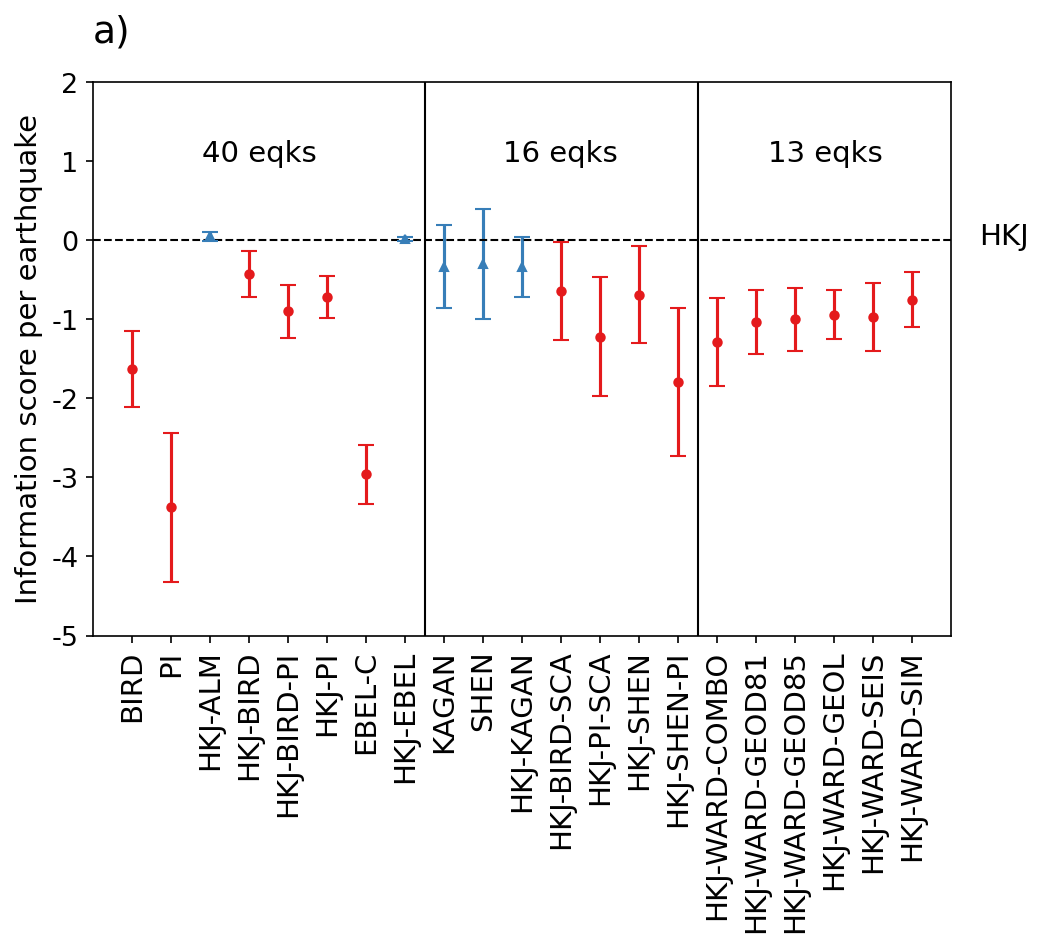 a)
Information score per earthquake
2
1
0
-1
-2
-3
-4
-5
40 eqks
16 eqks
13 eqks
HKJ
BIRD
PI
HKJ-ALM
HKJ-BIRD
HKJ-BIRD-PI
HKJ-PI
EBEL-C
HKJ-EBEL
KAGAN
SHEN
HKJ-KAGAN
HKJ-BIRD-SCA
HKJ-PI-SCA
HKJ-SHEN
HKJ-SHEN-PI
HKJ-WARD-COMBO
HKJ-WARD-GEOD81
HKJ-WARD-GEOD85
HKJ-WARD-GEOL
HKJ-WARD-SEIS
HKJ-WARD-SIM